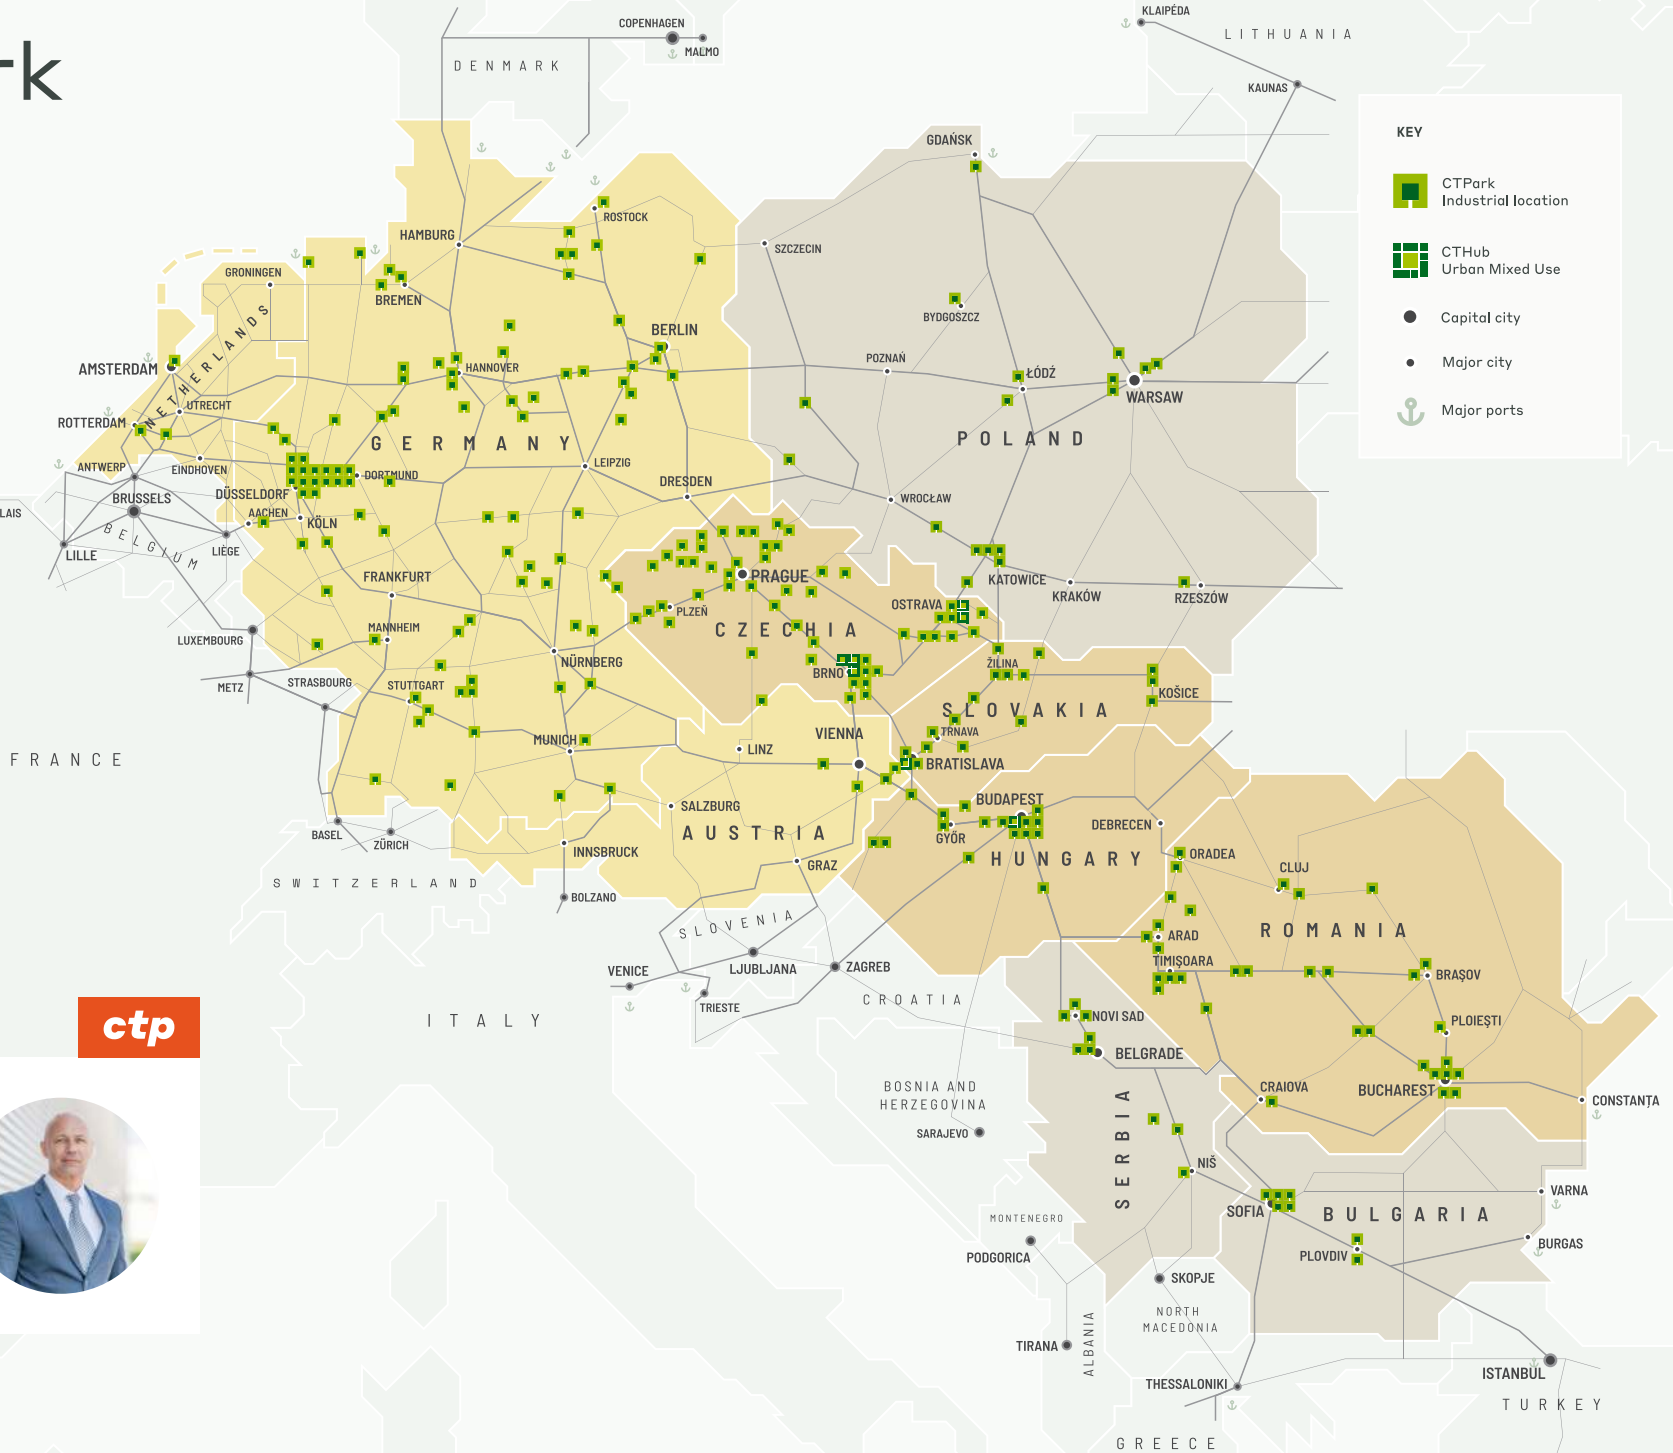 rk
KLAIPĖDA
COPENHAGEN
MALMO
LITHUANIA
DENMARK
KAUNAS
KEY
CTPark
Industrial location
CTHub
Urban Mixed Use
Capital city
Major city
Major ports
GDAŃSK
ROSTOCK
HAMBURG
SZCZECIN
GRONINGEN
BREMEN
BYDGOSZCZ
BERLIN
NETHERLANDS
AMSTERDAM
HANNOVER
POZNAŃ
ŁÓDŹ
WARSAW
UTRECHT
ROTTERDAM
GERMANY
POLAND
ANTWERP
EINDHOVEN
LEIPZIG
DORTMUND
DRESDEN
BRUSSELS
DÜSSELDORF
WROCŁAW
LAIS
AACHEN
KÖLN
BELGIUM
LILLE
LIÈGE
FRANKFURT
PRAGUE
KATOWICE
KRAKÓW
RZESZÓW
OSTRAVA
PLZEŇ
CZECHIA
MANNHEIM
LUXEMBOURG
NÜRNBERG
ŽILINA
BRNO
METZ
STRASBOURG
STUTTGART
KOŠICE
SLOVAKIA
TRNAVA
VIENNA
MUNICH
LINZ
FRANCE
BRATISLAVA
SALZBURG
BUDAPEST
BASEL
ZÜRICH
AUSTRIA
GYŐR
DEBRECEN
INNSBRUCK
HUNGARY
ORADEA
GRAZ
CLUJ
SWITZERLAND
BOLZANO
SLOVENIA
ROMANIA
ARAD
TIMIȘOARA
VENICE
LJUBLJANA
ZAGREB
BRAȘOV
TRIESTE
CROATIA
ITALY
NOVI SAD
PLOIEȘTI
ctp
BELGRADE
BOSNIA AND
HERZEGOVINA
CRAIOVA
BUCHAREST
CONSTANȚA
SARAJEVO
SERBIA
NIŠ
VARNA
SOFIA
BULGARIA
MONTENEGRO
PODGORICA
PLOVDIV
BURGAS
SKOPJE
NORTH
MACEDONIA
TIRANA
ALBANIA
ISTANBUL
THESSALONIKI
TURKEY
GREECE